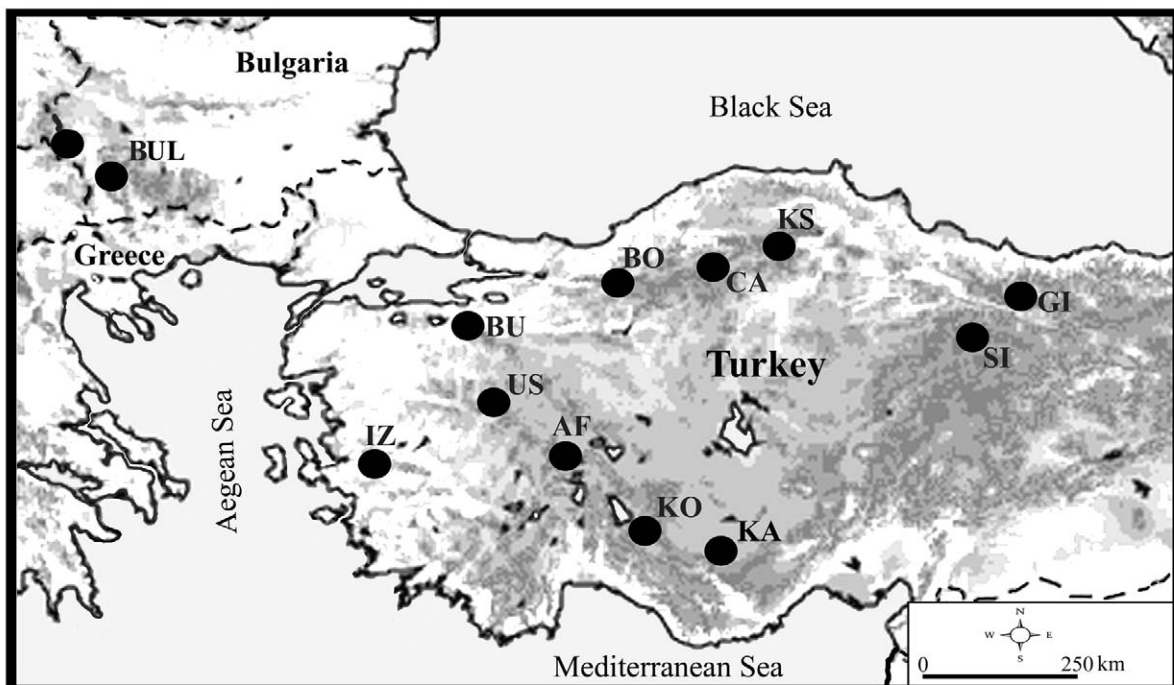 Bulgaria
Black Sea
BUL
KS
Greece
BO
CA
GI
BU
SI
Turkey
US
AF
IZ
Aegean Sea
KO
KA
N
W E
S
0 250 km
Mediterranean Sea